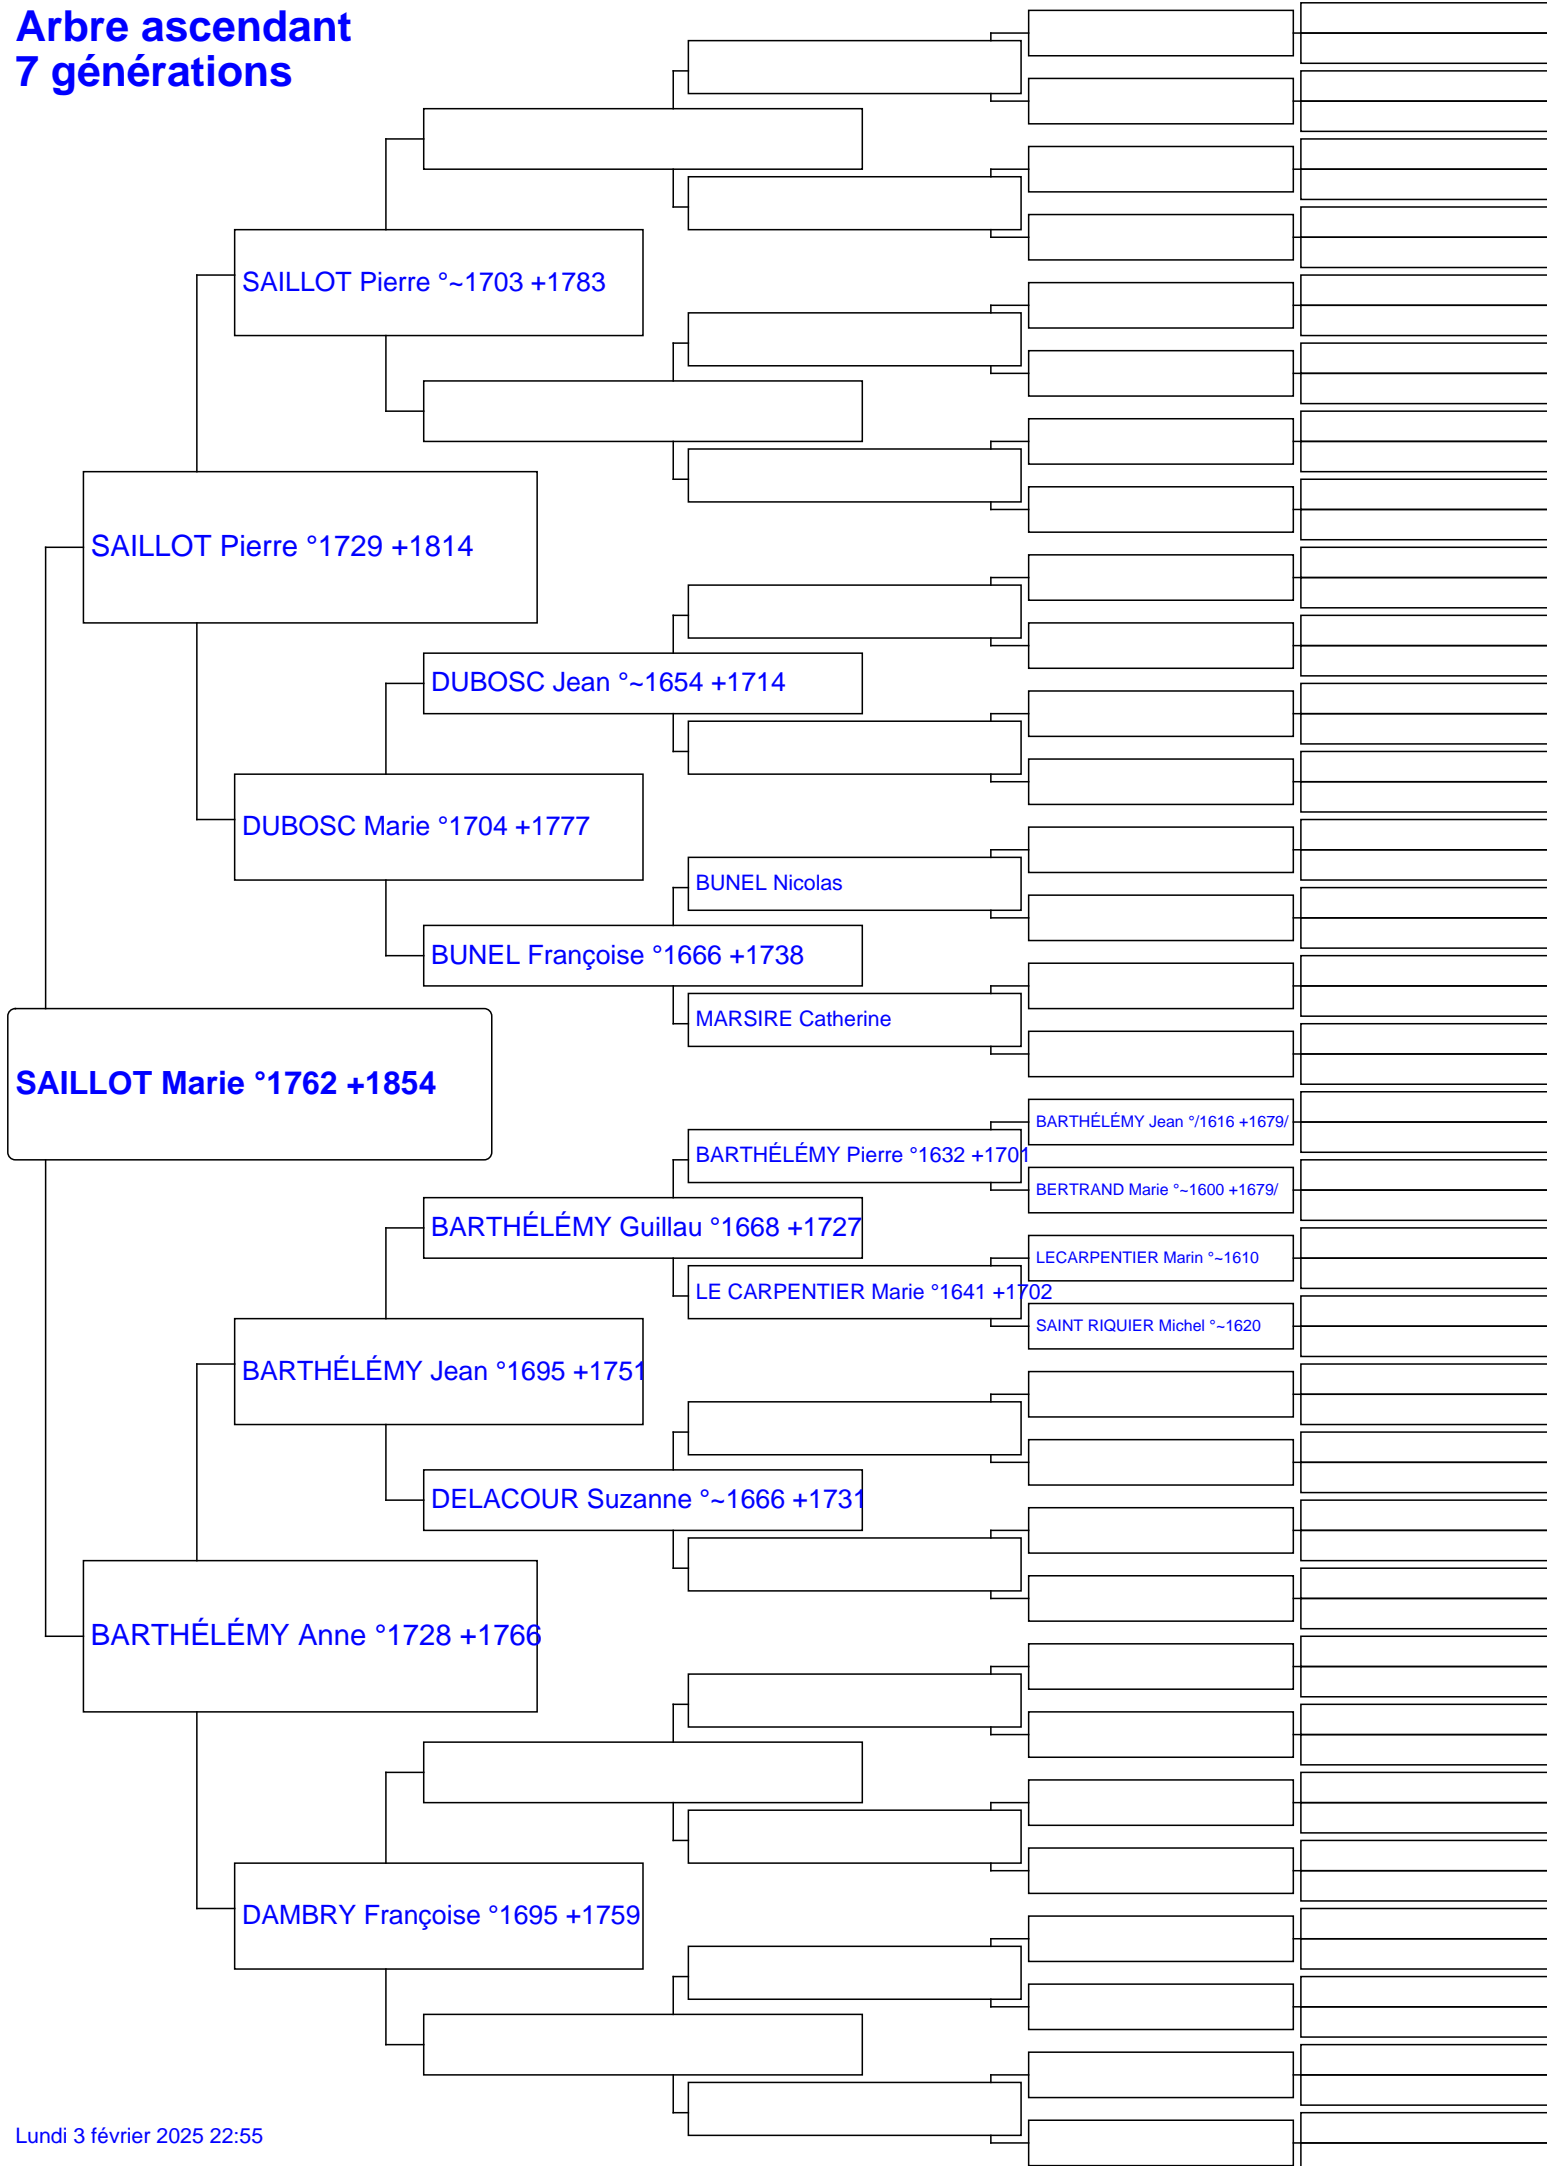 Arbre ascendant
7 générations
SAILLOT Pierre °~1703 +1783
SAILLOT Pierre °1729 +1814
DUBOSC Jean °~1654 +1714
DUBOSC Marie °1704 +1777
BUNEL Nicolas
BUNEL Françoise °1666 +1738
MARSIRE Catherine
SAILLOT Marie °1762 +1854
BARTHÉLÉMY Jean °/1616 +1679/
BARTHÉLÉMY Pierre °1632 +1701
BERTRAND Marie °~1600 +1679/
BARTHÉLÉMY Guillau °1668 +1727
LECARPENTIER Marin °~1610
LE CARPENTIER Marie °1641 +1702
SAINT RIQUIER Michel °~1620
BARTHÉLÉMY Jean °1695 +1751
DELACOUR Suzanne °~1666 +1731
BARTHÉLÉMY Anne °1728 +1766
DAMBRY Françoise °1695 +1759
Lundi 3 février 2025 22:55